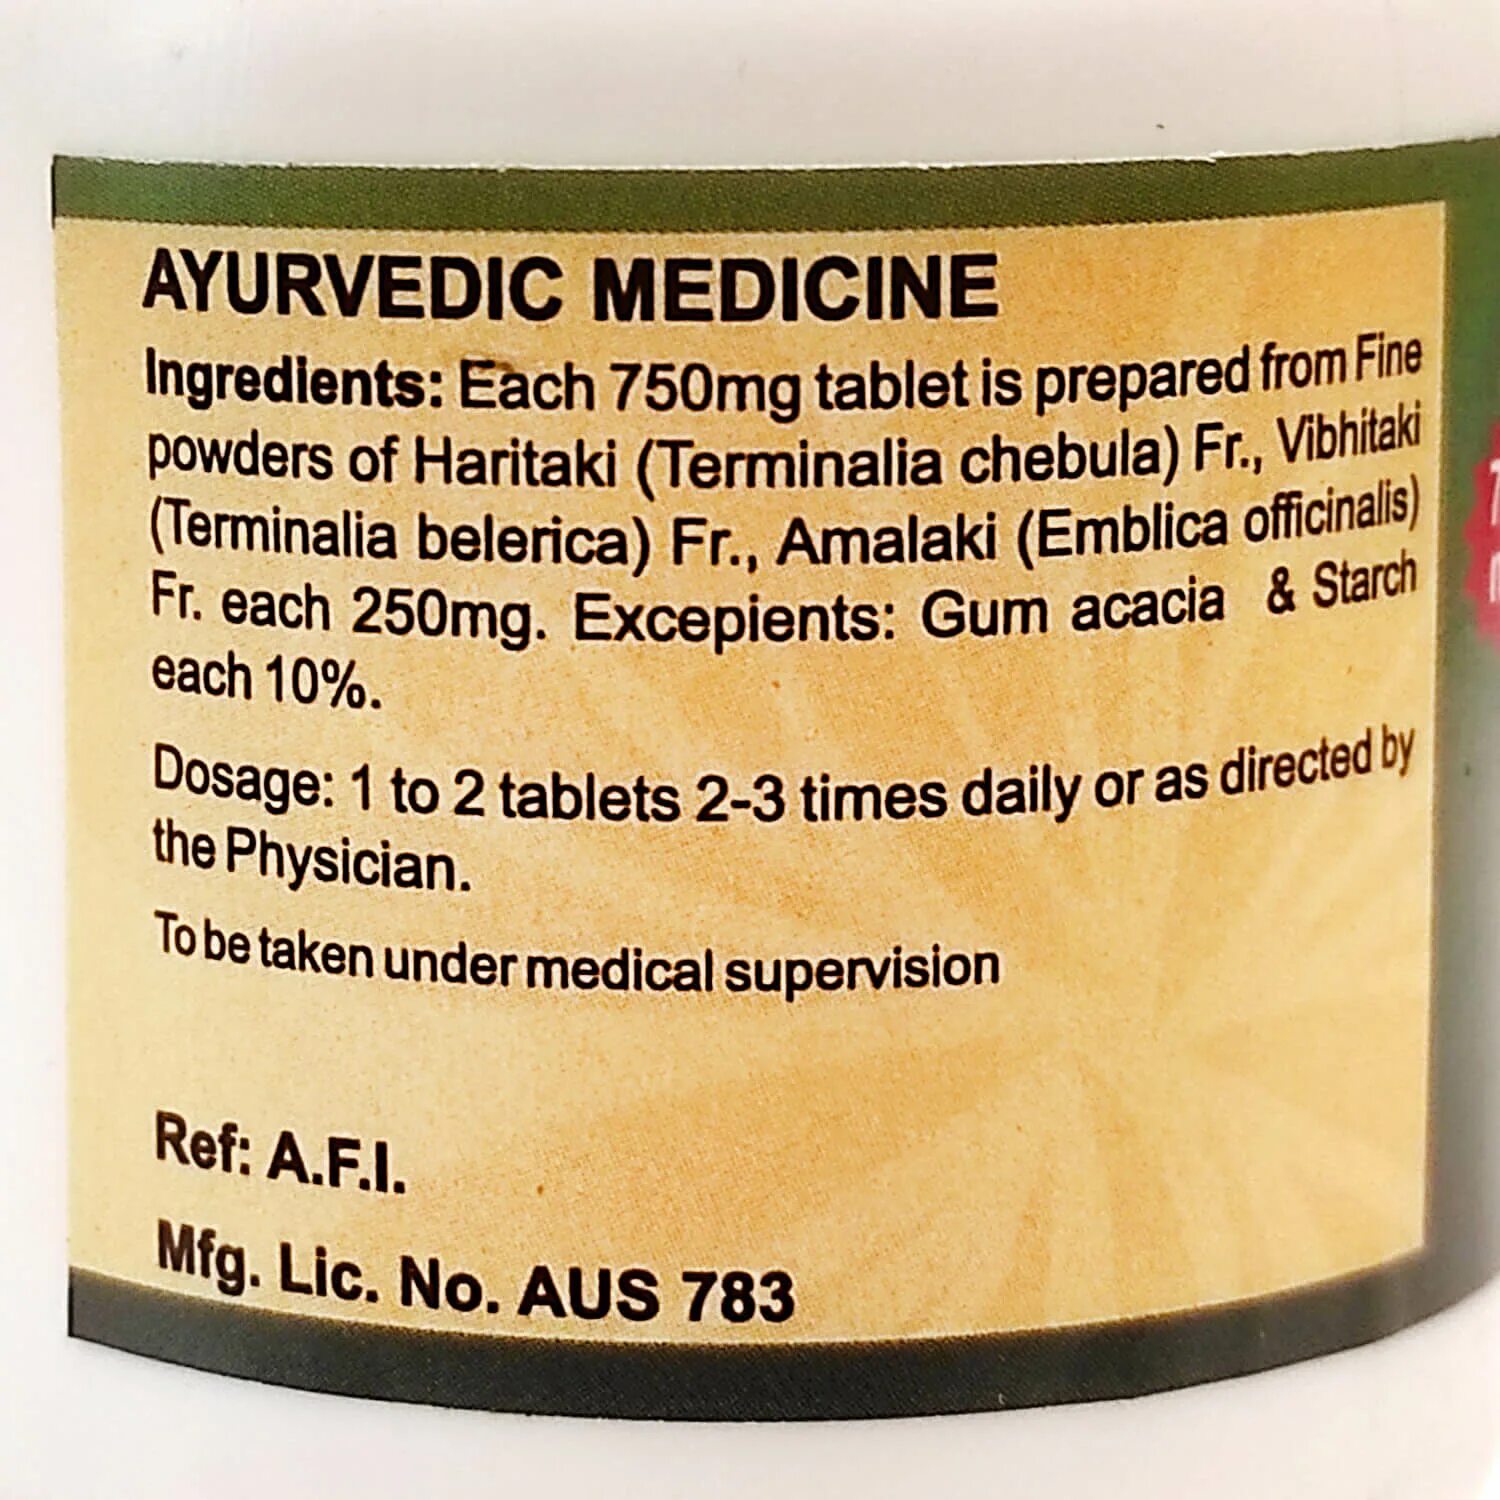 AYURVEDIC MEDICINE
Ingredients: Each 750mg tablet is prepared from Fine
powders of Haritaki (Terminalia chebula) Fr., Vibhitaki
(Terminalia belerica) Fr., Amalaki (Emblica officinalis)
Fr. each 250mg. Excepients: Gum acacia & Starch
each 10%.
Dosage: 1 to 2 tablets 2-3 times daily or as directed by
the Physician.
To be taken under medical supervision
Ref: A.F.I.
Mfg. Lic. No. AUS 783